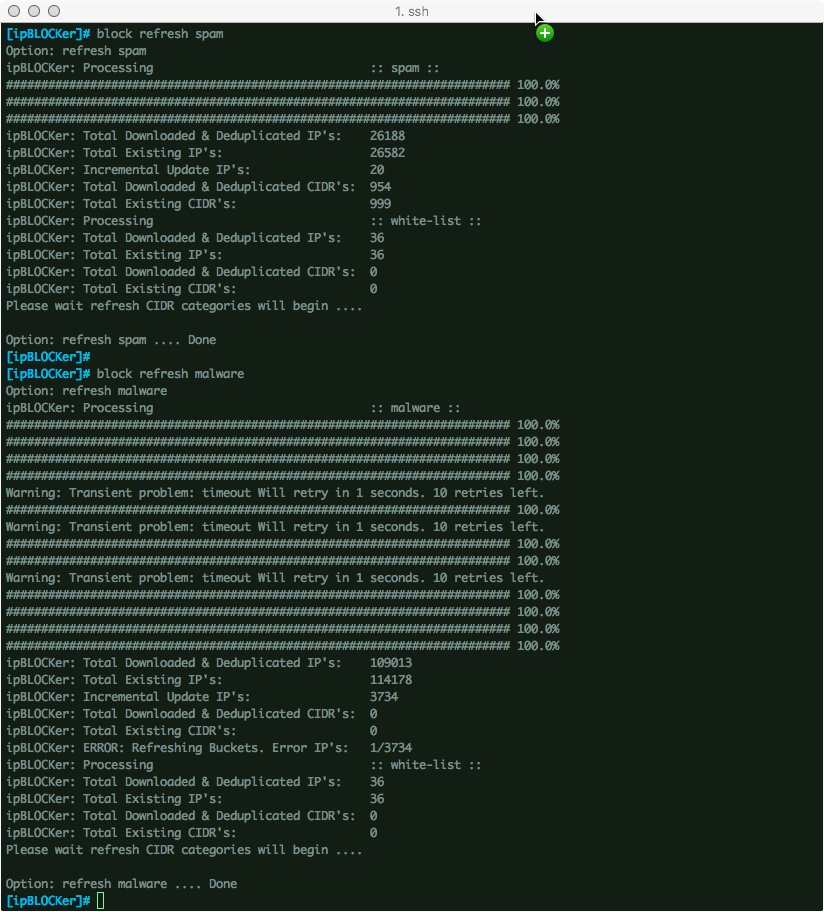 1. ssh
[ipBLOCKer]# block refresh spam
Option: refresh spam
ipBLOCKer: Processing                               :: spam ::
######################################################################## 100.0%
######################################################################## 100.0%
######################################################################## 100.0%
ipBLOCKer: Total Downloaded & Deduplicated IP's:    26188
ipBLOCKer: Total Existing IP's:                     26582
ipBLOCKer: Incremental Update IP's:                 20
ipBLOCKer: Total Downloaded & Deduplicated CIDR's:  954
ipBLOCKer: Total Existing CIDR's:                   999
ipBLOCKer: Processing                               :: white-list ::
ipBLOCKer: Total Downloaded & Deduplicated IP's:    36
ipBLOCKer: Total Existing IP's:                     36
ipBLOCKer: Total Downloaded & Deduplicated CIDR's:  0
ipBLOCKer: Total Existing CIDR's:                   0
Please wait refresh CIDR categories will begin ....
Option: refresh spam .... Done
[ipBLOCKer]#
[ipBLOCKer]# block refresh malware
Option: refresh malware
ipBLOCKer: Processing                               :: malware ::
######################################################################## 100.0%
######################################################################## 100.0%
######################################################################## 100.0%
######################################################################## 100.0%
Warning: Transient problem: timeout Will retry in 1 seconds. 10 retries left.
######################################################################## 100.0%
Warning: Transient problem: timeout Will retry in 1 seconds. 10 retries left.
######################################################################## 100.0%
######################################################################## 100.0%
Warning: Transient problem: timeout Will retry in 1 seconds. 10 retries left.
######################################################################## 100.0%
######################################################################## 100.0%
######################################################################## 100.0%
######################################################################## 100.0%
ipBLOCKer: Total Downloaded & Deduplicated IP's:    109013
ipBLOCKer: Total Existing IP's:                     114178
ipBLOCKer: Incremental Update IP's:                 3734
ipBLOCKer: Total Downloaded & Deduplicated CIDR's:  0
ipBLOCKer: Total Existing CIDR's:                   0
ipBLOCKer: ERROR: Refreshing Buckets. Error IP's:   1/3734
ipBLOCKer: Processing                               :: white-list ::
ipBLOCKer: Total Downloaded & Deduplicated IP's:    36
ipBLOCKer: Total Existing IP's:                     36
ipBLOCKer: Total Downloaded & Deduplicated CIDR's:  0
ipBLOCKer: Total Existing CIDR's:                   0
Please wait refresh CIDR categories will begin ....
Option: refresh malware .... Done
[ipBLOCKer]#